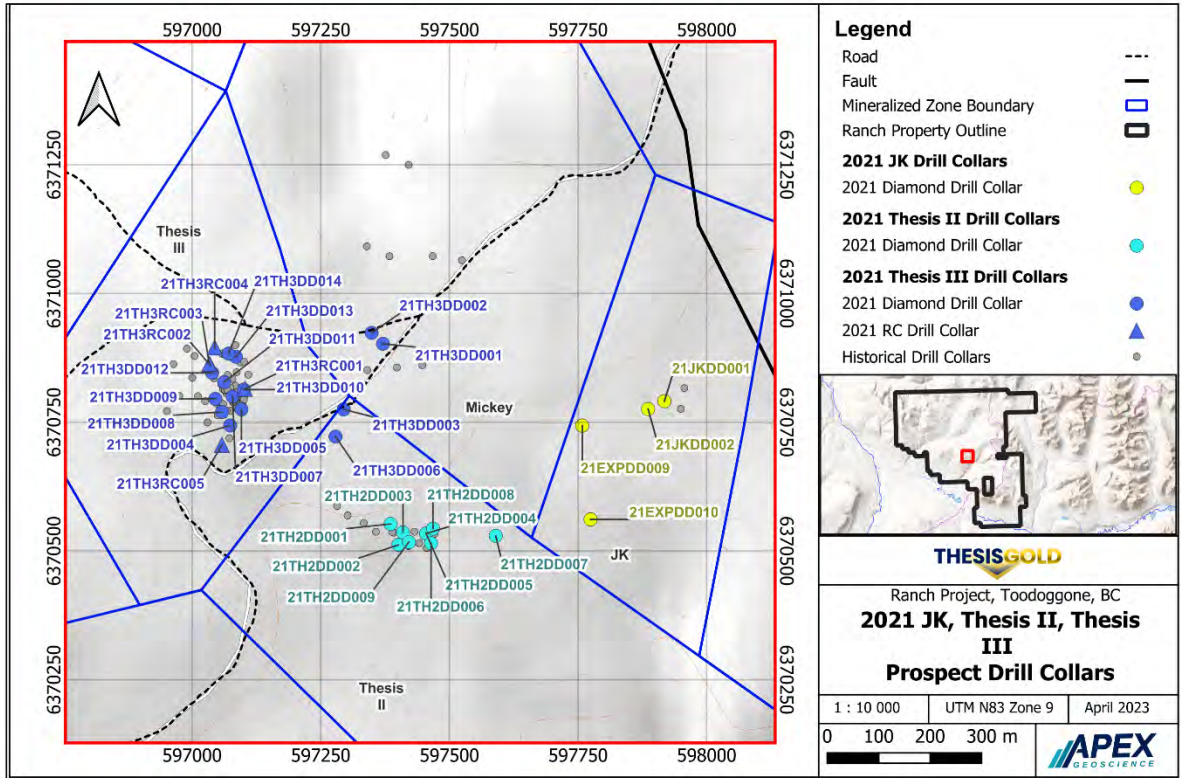 597000 597250 597500 597750 598000
6371250
6371000
6370750
6370500
6370250
Thesis
III
21TH3RC004
21TH3DD014
21TH3RC003
21TH3DD013
21TH3DD002
21TH3RC002
21TH3DD011
21TH3RC001
21TH3DD001
21TH3DD012
21TH3DD010
21TH3DD009
21TH3DD008
21TH3DD003
21TH3DD004
21TH3DD005
21TH3DD006
21TH3RC005
21TH3DD007
Mickey
21JKDD001
21JKDD002
21EXPDD009
21EXPDD010
21TH2DD003
21TH2DD008
21TH2DD001
21TH2DD004
21TH2DD002
21TH2DD007
21TH2DD005
21TH2DD009
21TH2DD006
JK
Thesis
II
6371250
6371000
6370750
6370500
6370250
597000 597250 597500 597750 598000
Legend
Road
Fault
Mineralized Zone Boundary
Ranch Property Outline
2021 JK Drill Collars
2021 Diamond Drill Collar
2021 Thesis II Drill Collars
2021 Diamond Drill Collar
2021 Thesis III Drill Collars
2021 Diamond Drill Collar
2021 RC Drill Collar
Historical Drill Collars
THESISGOLD
Ranch Project, Toodoggone, BC
2021 JK, Thesis II, Thesis
III
Prospect Drill Collars
1 : 10 000 UTM N83 Zone 9 April 2023
0 100 200 300 m
APEX
GEOSCIENCE